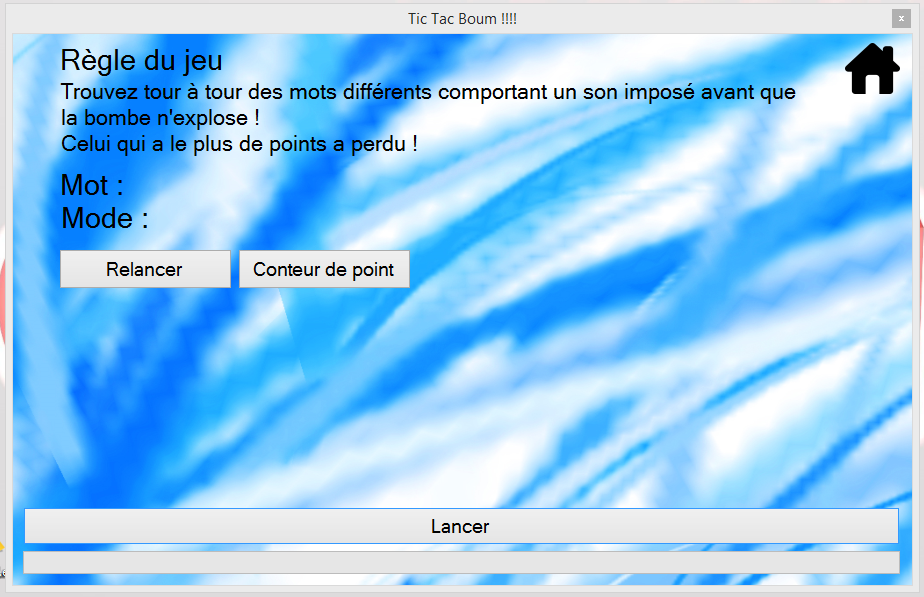 Tic Tac Boum !!!!
x
Règle du jeu
Trouvez tour à tour des mots différents comportant un son imposé avant que
la bombe n'explose !
Celui qui a le plus de points a perdu !
Mot :
Mode :
Relancer
Conteur de point
Lancer